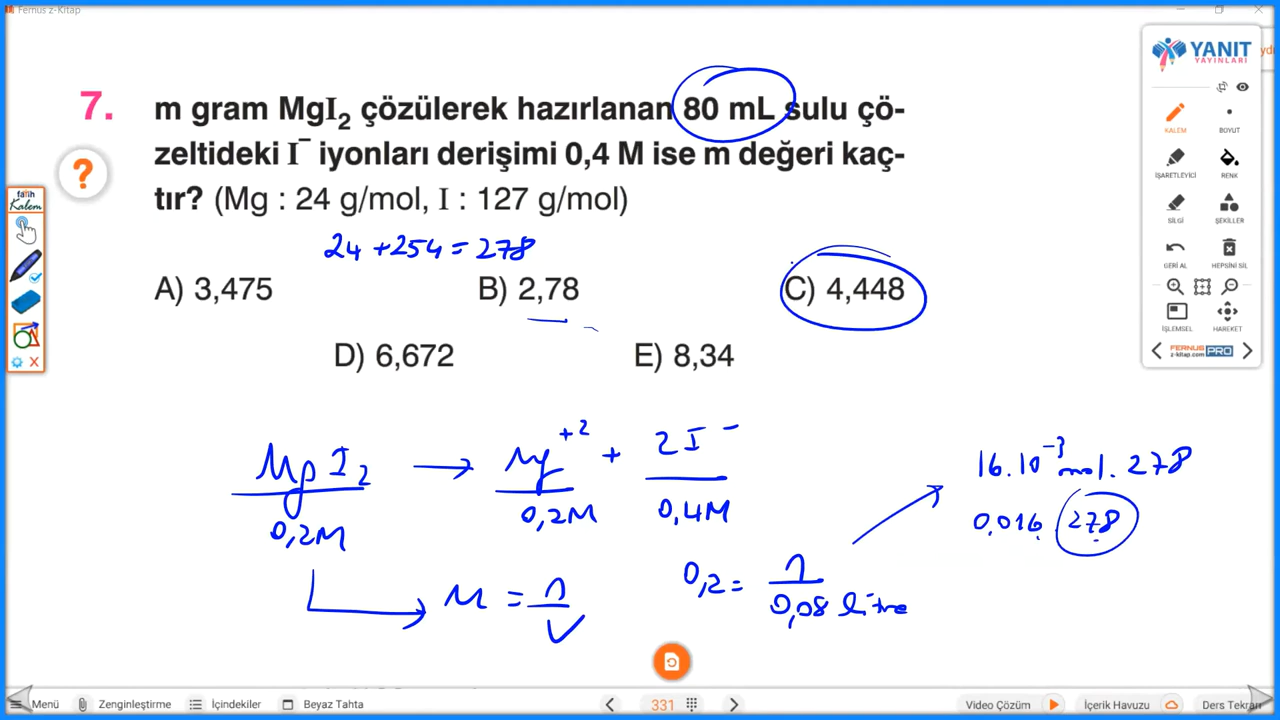 Fernus z-Kitap
YANIT
YAYINLARI
7.
m gram MgI₂ çözülerek hazırlanan 80 mL sulu çö-
zeltideki I⁻ iyonları derişimi 0,4 M ise m değeri kaç-
tır? (Mg : 24 g/mol, I : 127 g/mol)
?
24 + 254 = 278
A) 3,475
B) 2,78
C) 4,448
D) 6,672
E) 8,34
MgI₂ → Mg⁺² + 2I⁻
0,2M 0,2M 0,4M
M = n/V
0,2 = n/0,08 litre
16.10⁻³ mol. 278
0,016. 278
fatih
Kalem
KALEM
BOYUT
İŞARETLEYİCİ
RENK
SİLGİ
ŞEKİLLER
GERİ AL
HEPSİNİ SİL
İŞLEMSEL
HAREKET
FERNUS
z-kitap.com
PRO
Menü
Zenginleştirme
İçindekiler
Beyaz Tahta
331
Video Çözüm
İçerik Havuzu
Ders Tekrarı